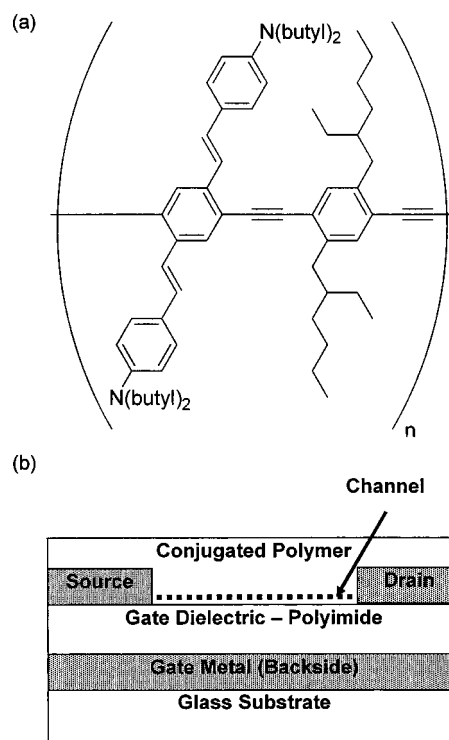 (a)
N(butyl)2
N(butyl)2
n
(b)
Channel
Conjugated Polymer
Source
Drain
Gate Dielectric – Polyimide
Gate Metal (Backside)
Glass Substrate